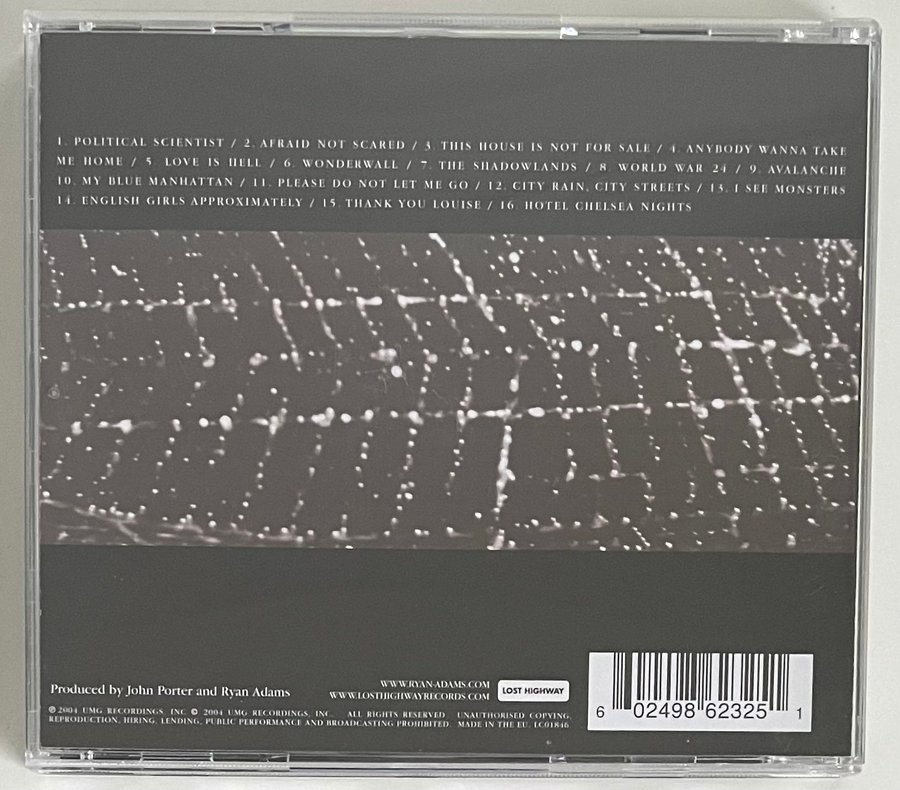 1. POLITICAL SCIENTIST / 2. AFRAID NOT SCARED / 3. THIS HOUSE IS NOT FOR SALE / 4. ANYBODY WANNA TAKE
ME HOME / 5. LOVE IS HELL / 6. WONDERWALL / 7. THE SHADOWLANDS / 8. WORLD WAR 24 / 9. AVALANCHE
10. MY BLUE MANHATTAN / 11. PLEASE DO NOT LET ME GO / 12. CITY RAIN, CITY STREETS / 13. I SEE MONSTERS
14. ENGLISH GIRLS APPROXIMATELY / 15. THANK YOU LOUISE / 16. HOTEL CHELSEA NIGHTS
Produced by John Porter and Ryan Adams
WWW.RYAN-ADAMS.COM
WWW.LOSTHIGHWAYRECORDS.COM
LOST HIGHWAY
℗ 2004 UMG RECORDINGS, INC © 2004 UMG RECORDINGS, INC. ALL RIGHTS RESERVED. UNAUTHORISED COPYING,
REPRODUCTION, HIRING, LENDING, PUBLIC PERFORMANCE AND BROADCASTING PROHIBITED. MADE IN THE EU. LC01846
6 02498 62325 1